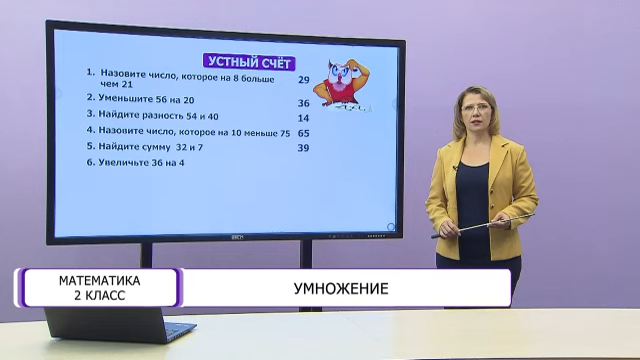 УСТНЫЙ СЧЁТ
1. Назовите число, которое на 8 больше
чем 21 29
2. Уменьшите 56 на 20 36
3. Найдите разность 54 и 40 14
4. Назовите число, которое на 10 меньше 75 65
5. Найдите сумму 32 и 7 39
6. Увеличьте 36 на 4
МАТЕМАТИКА
2 КЛАСС
УМНОЖЕНИЕ